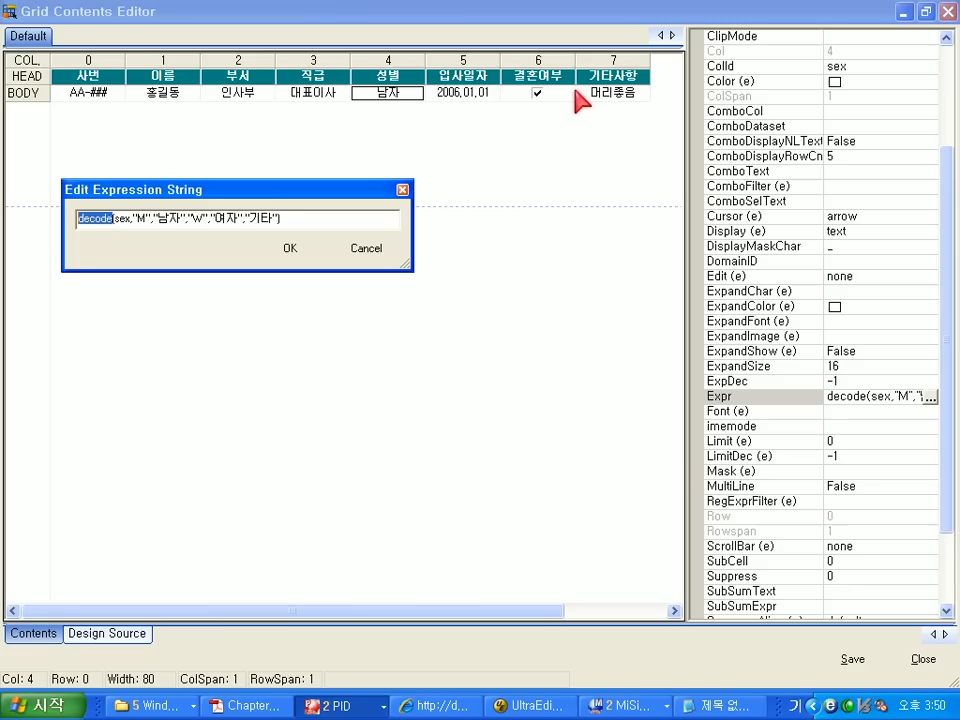 Grid Contents Editor
Default
COL, 0 1 2 3 4 5 6 7
HEAD 사번 이름 부서 직급 성별 입사일자 결혼여부 기타사항
BODY AA-### 홍길동 인사부 대표이사 남자 2006,01,01 머리좋음
Edit Expression String
decode(sex,"M","남자","W","여자","기타")
OK Cancel
ClipMode
Col 4
ColId sex
Color (e)
ColSpan 1
ComboCol
ComboDataset
ComboDisplayNLText False
ComboDisplayRowCn 5
ComboText
ComboFilter (e)
ComboSelText
Cursor (e) arrow
Display (e) text
DisplayMaskChar _
DomainID
Edit (e) none
ExpandChar (e)
ExpandColor (e)
ExpandFont (e)
ExpandImage (e)
ExpandShow (e) False
ExpandSize 16
ExpDec -1
Expr decode(sex,"M","ᅵ ...
Font (e)
imemode
Limit (e) 0
LimitDec (e) -1
Mask (e)
MultiLine False
RegExprFilter (e)
Row 0
Rowspan 1
ScrollBar (e) none
SubCell 0
Suppress 0
SubSumText
SubSumExpr
Contents Design Source
Save Close
Col: 4 Row: 0 Width: 80 ColSpan: 1 RowSpan: 1
시작 5 Wind... Chapter... 2 PID http://d... UltraEdi... 2 MiSi... 제목 없... 오후 3:50